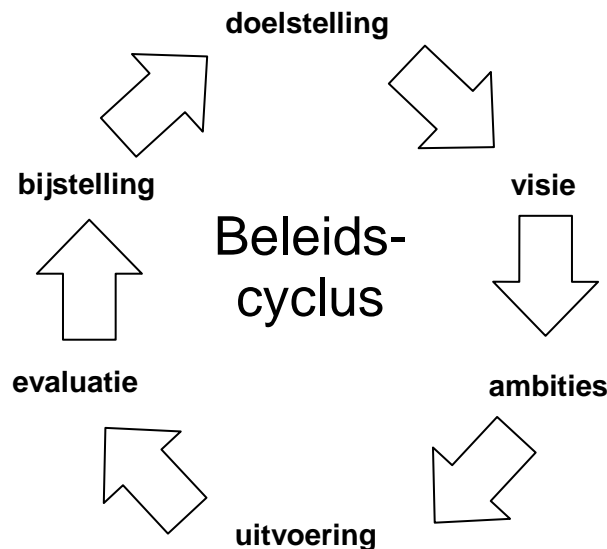 doelstelling
visie
ambities
uitvoering
evaluatie
bijstelling
Beleids-
cyclus